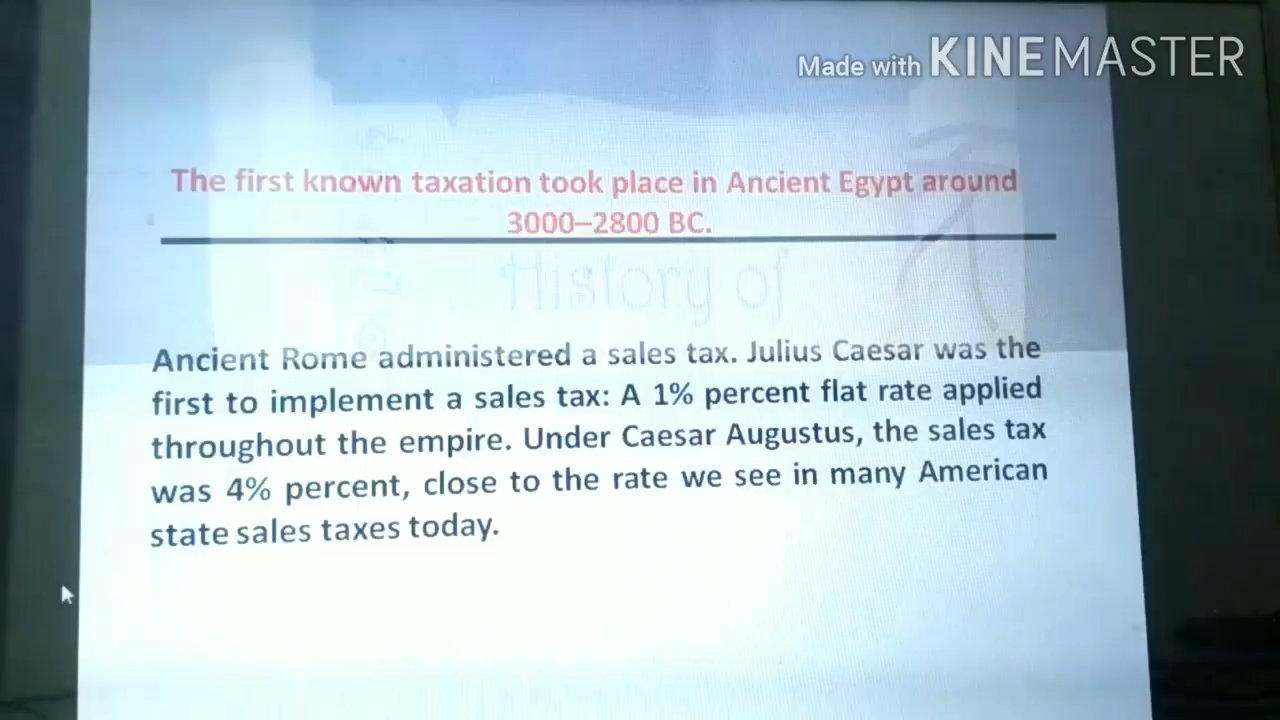 Made with KINEMASTER
The first known taxation took place in Ancient Egypt around
3000–2800 BC.
History of
Ancient Rome administered a sales tax. Julius Caesar was the
first to implement a sales tax: A 1% percent flat rate applied
throughout the empire. Under Caesar Augustus, the sales tax
was 4% percent, close to the rate we see in many American
state sales taxes today.